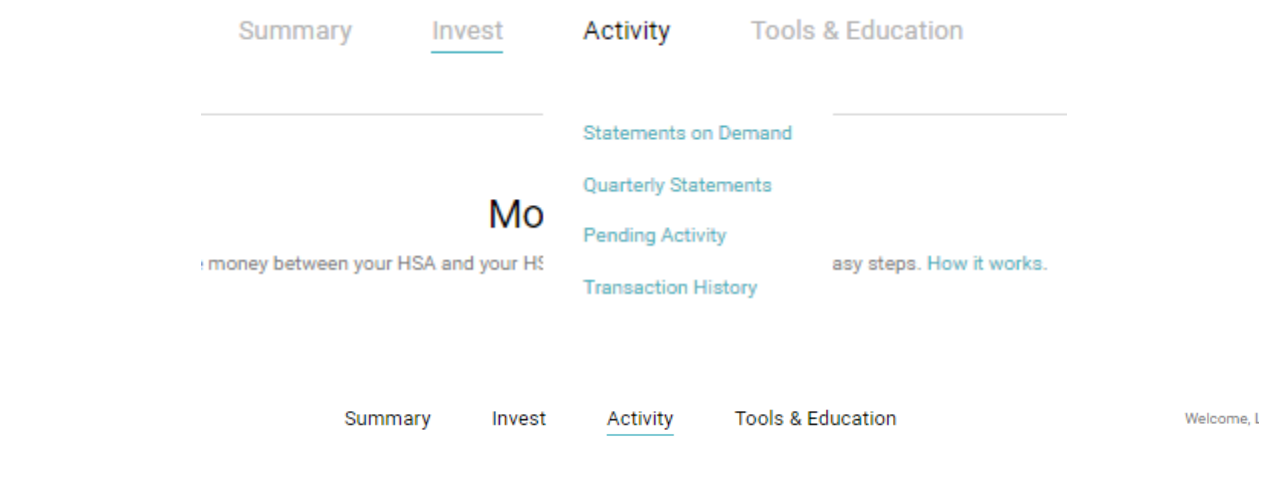 Summary Invest Activity Tools & Education
Statements on Demand
Quarterly Statements
Mo
Pending Activity
money between your HSA and your HS asy steps. How it works.
Transaction History
Summary Invest Activity Tools & Education Welcome, L